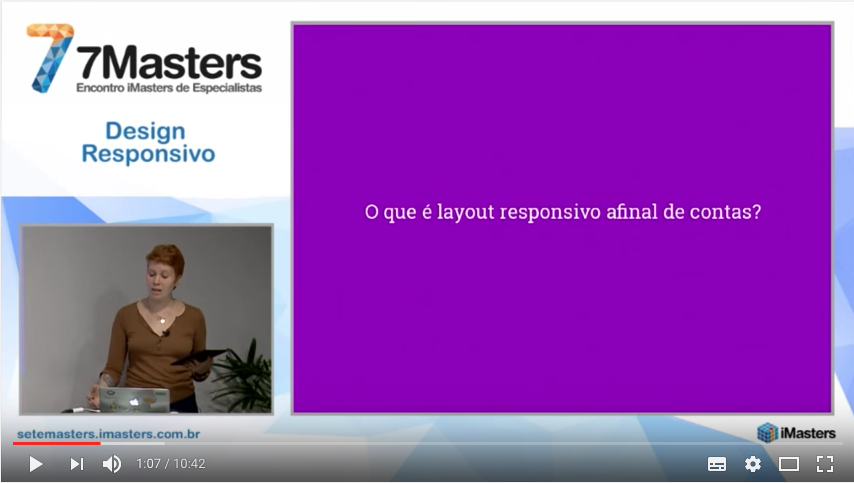 7Masters
Encontro iMasters de Especialistas
Design
Responsivo
O que é layout responsivo afinal de contas?
setemasters.imasters.com.br
iMasters
1:07 / 10:42